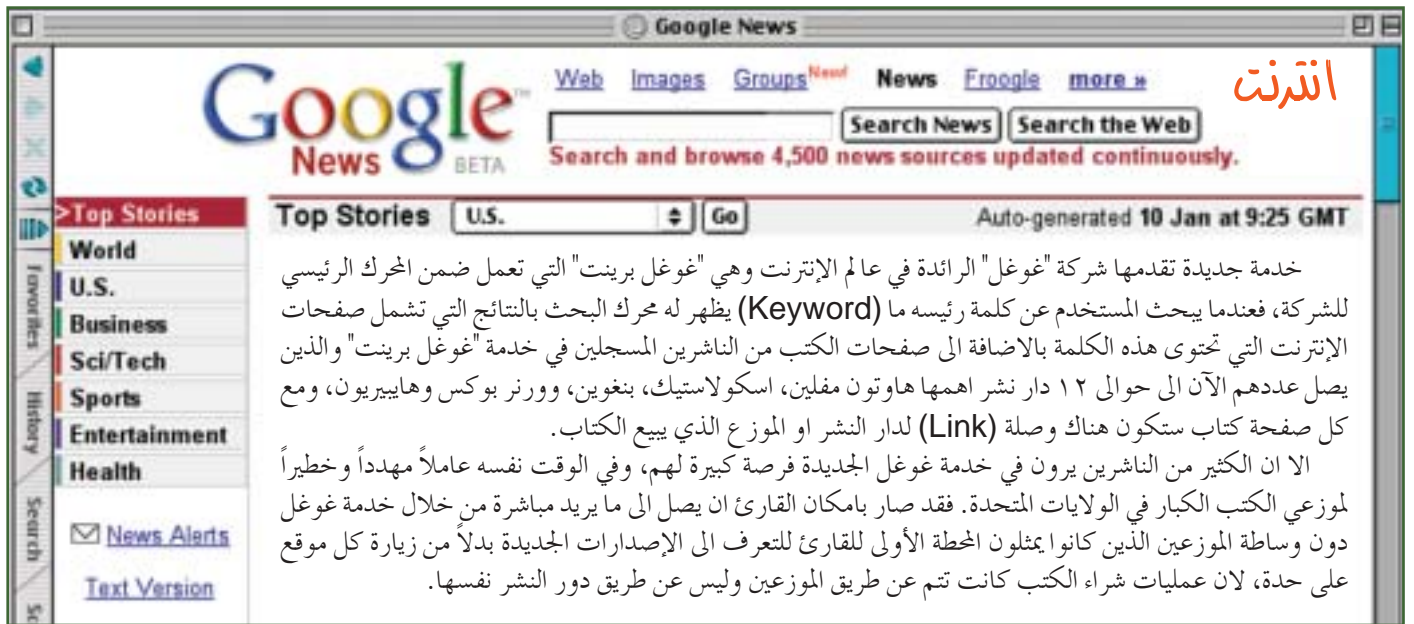 Google News
Google™
News BETA
Web Images Groups New! News Froogle more »
انترنت
Search News Search the Web
Search and browse 4,500 news sources updated continuously.
>Top Stories
World
U.S.
Business
Sci/Tech
Sports
Entertainment
Health
News Alerts
Text Version
Favorites
History
Search
Sc
Top Stories U.S. Go Auto-generated 10 Jan at 9:25 GMT
خدمة جديدة تقدمها شركة "غوغل" الرائدة في عالم الإنترنت وهي "غوغل برينت" التي تعمل ضمن المحرك الرئيسي
للشركة، فعندما يبحث المستخدم عن كلمة رئيسه ما (Keyword) يظهر له محرك البحث بالنتائج التي تشمل صفحات
الإنترنت التي تحتوى هذه الكلمة بالاضافة الى صفحات الكتب من الناشرين المسجلين في خدمة "غوغل برينت" والذين
يصل عددهم الآن الى حوالى ١٢ دار نشر اهمها هاوتون مفلين، اسكولاستيك، بنغوين، وورنر بوكس وهايبيريون، ومع
كل صفحة كتاب ستكون هناك وصلة (Link) لدار النشر او الموزع الذي يبيع الكتاب.
الا ان الكثير من الناشرين يرون في خدمة غوغل الجديدة فرصة كبيرة لهم، وفي الوقت نفسه عاملاً مهدداً وخطيراً
لموزعي الكتب الكبار في الولايات المتحدة. فقد صار بامكان القارئ ان يصل الى ما يريد مباشرة من خلال خدمة غوغل
دون وساطة الموزعين الذين كانوا يمثلون المحطة الأولى للقارئ للتعرف الى الإصدارات الجديدة بدلاً من زيارة كل موقع
على حدة، لان عمليات شراء الكتب كانت تتم عن طريق الموزعين وليس عن طريق دور النشر نفسها.